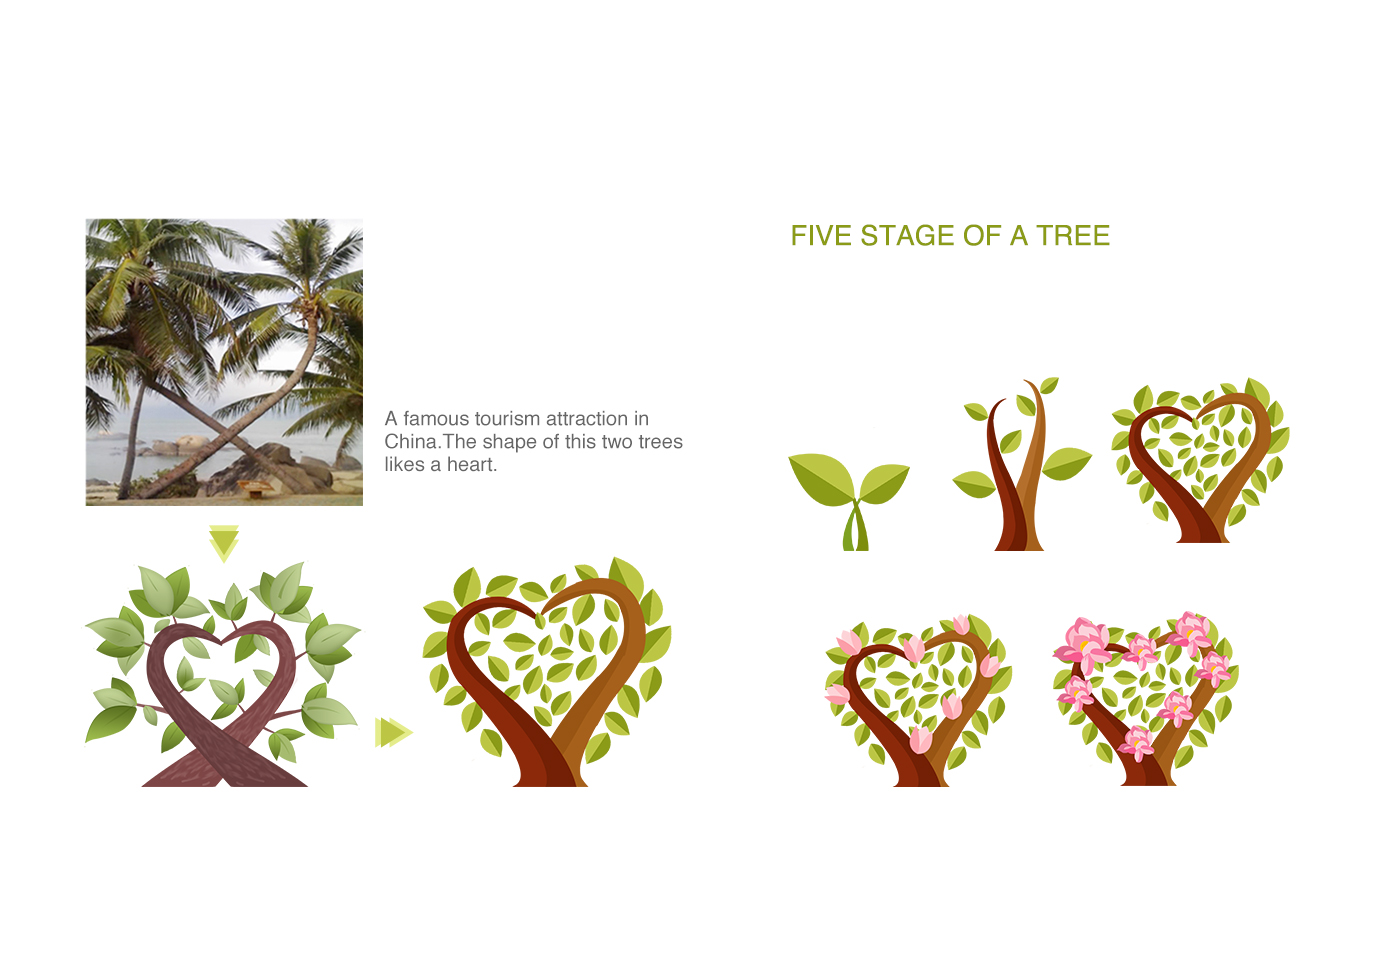 FIVE STAGE OF A TREE
A famous tourism attraction in
China.The shape of this two trees
likes a heart.